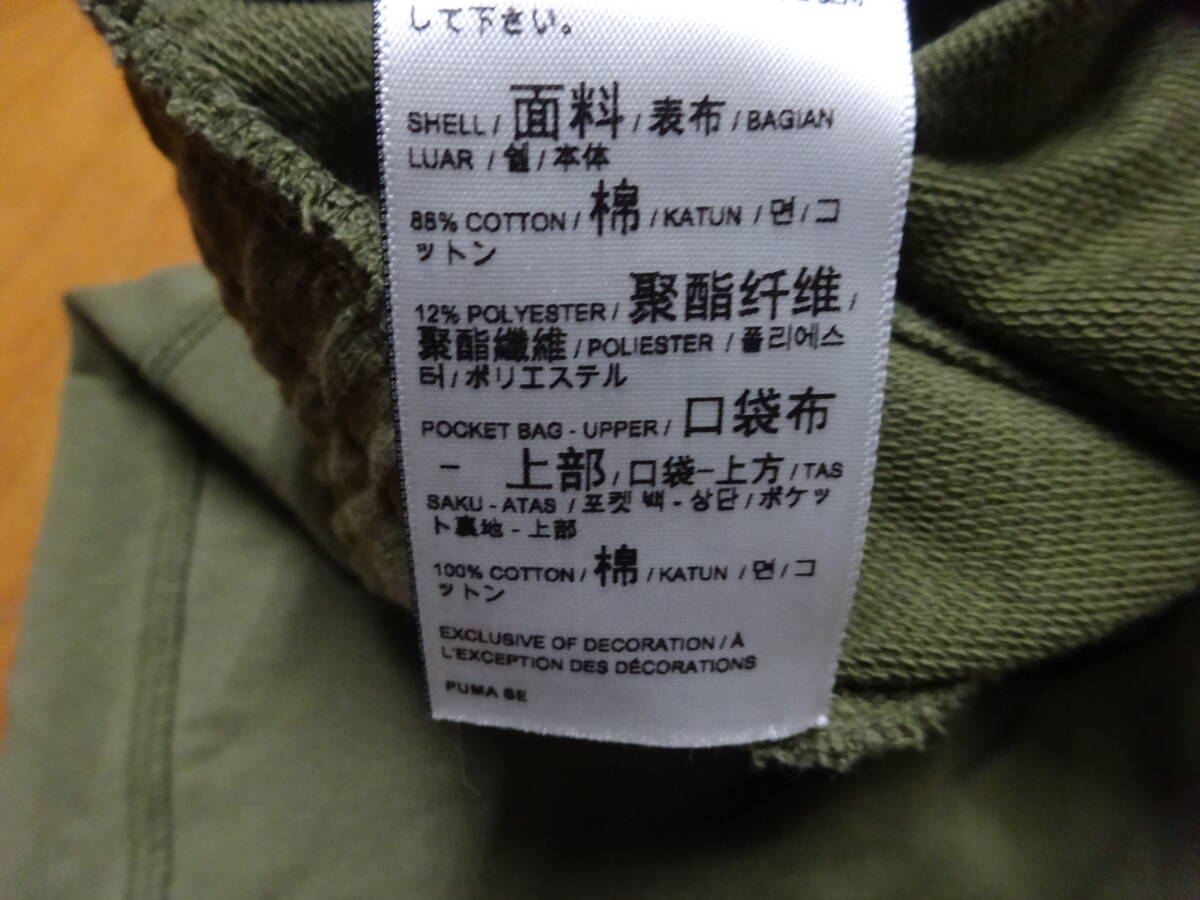 して下さい。
SHELL / 面料 / 表布 / BAGIAN
LUAR / 쉘 / 本体
88% COTTON / 棉 / KATUN / 면 / コ
ットン
12% POLYESTER / 聚酯纤维 /
聚酯纖維 / POLIESTER / 폴리에스
터 / ポリエステル
POCKET BAG - UPPER / 口袋布
- 上部 / 口袋-上方 / TAS
SAKU - ATAS / 포켓 백 - 상단 / ポケッ
ト裏地 - 上部
100% COTTON / 棉 / KATUN / 면 / コ
ットン
EXCLUSIVE OF DECORATION / À
L'EXCEPTION DES DÉCORATIONS
PUMA SE